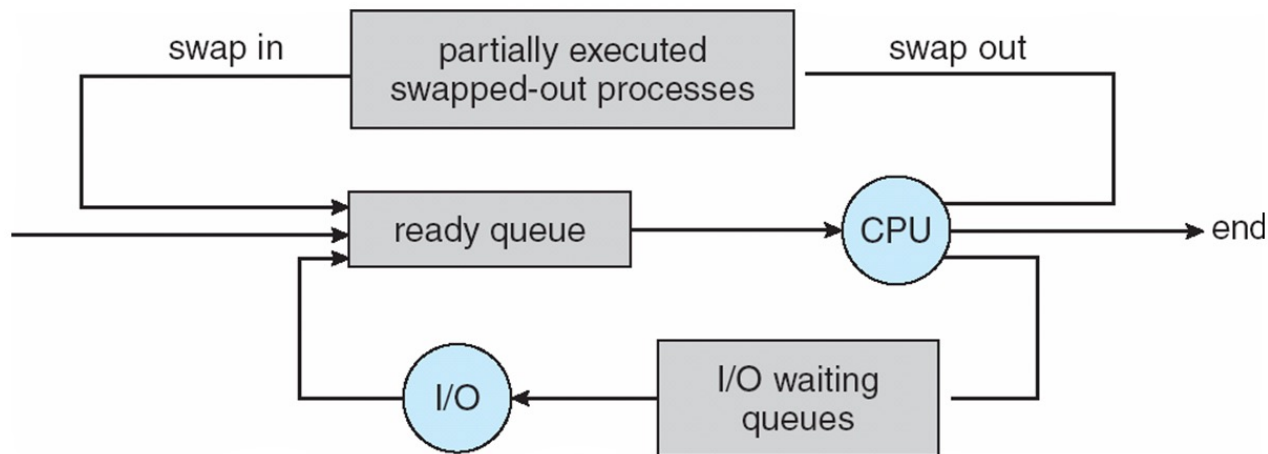 swap in
partially executed
swapped-out processes
swap out
ready queue
CPU
end
I/O
I/O waiting
queues